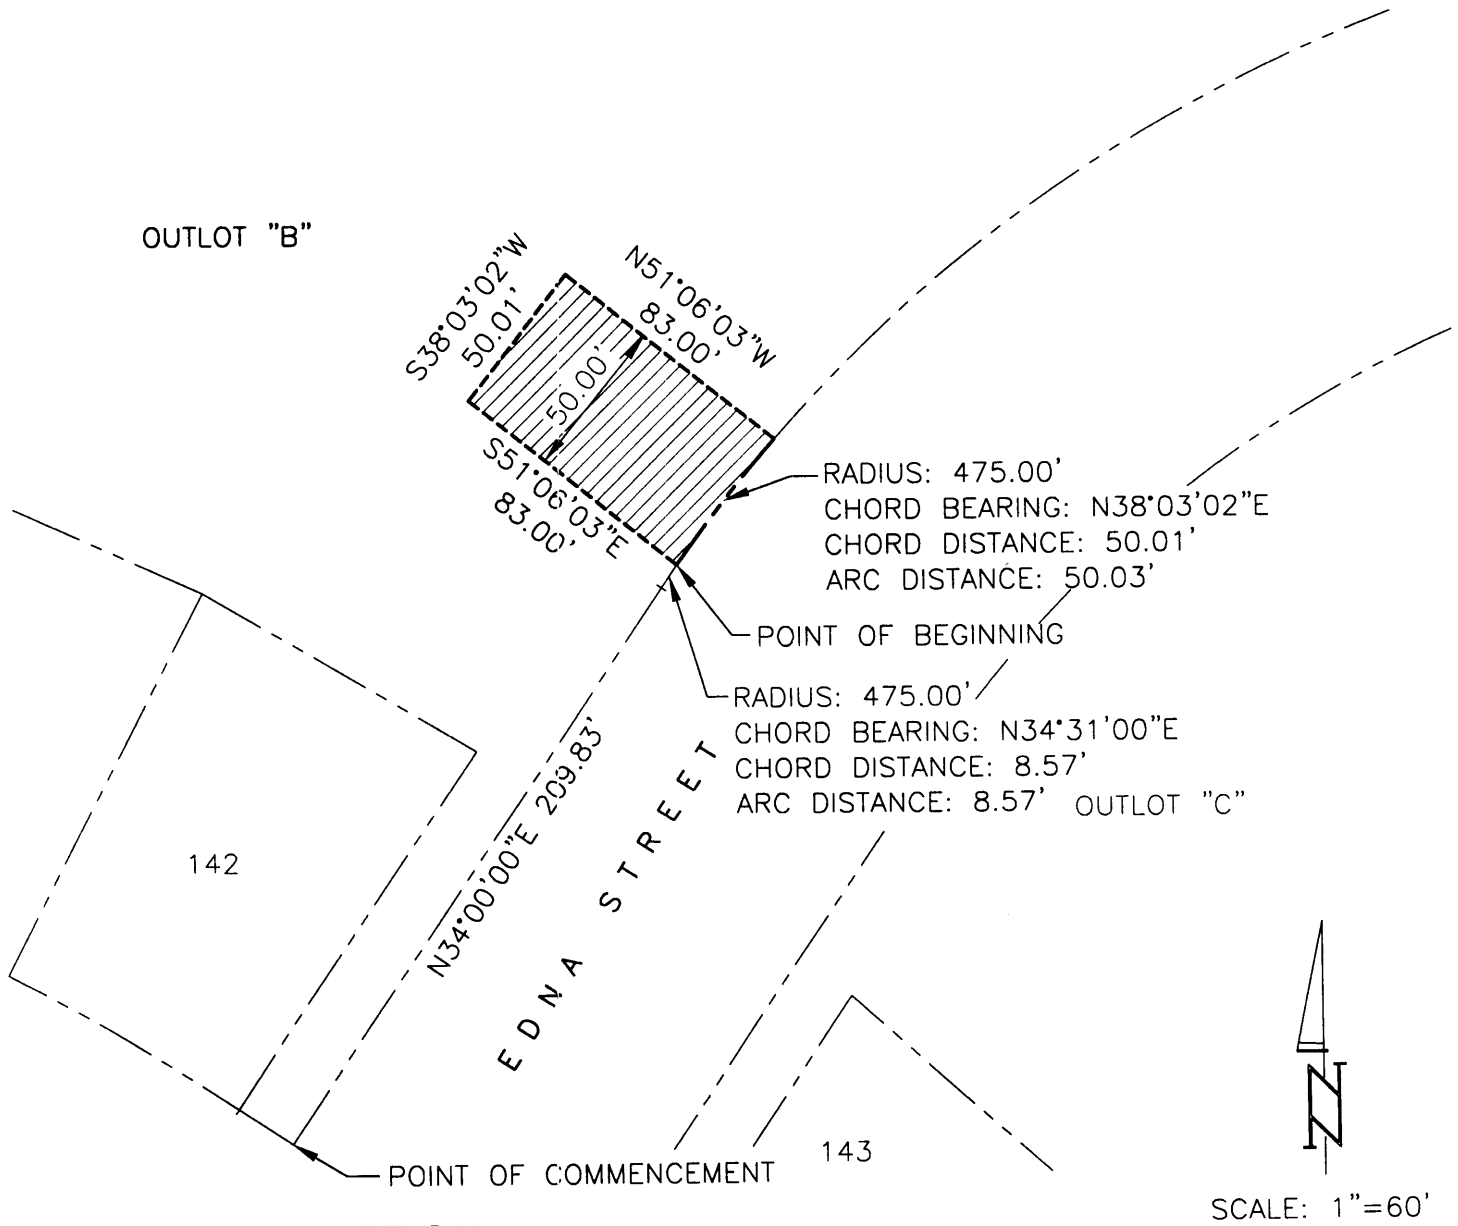 OUTLOT "B"
S38°03'02"W
50.01'
N51°06'03"W
83.00'
50.00'
S51°06'03"E
83.00'
RADIUS: 475.00'
CHORD BEARING: N38°03'02"E
CHORD DISTANCE: 50.01'
ARC DISTANCE: 50.03'
POINT OF BEGINNING
RADIUS: 475.00'
CHORD BEARING: N34°31'00"E
CHORD DISTANCE: 8.57'
ARC DISTANCE: 8.57'
OUTLOT "C"
N34°00'00"E 209.83'
EDNA STREET
142
143
POINT OF COMMENCEMENT
N
SCALE: 1"=60'